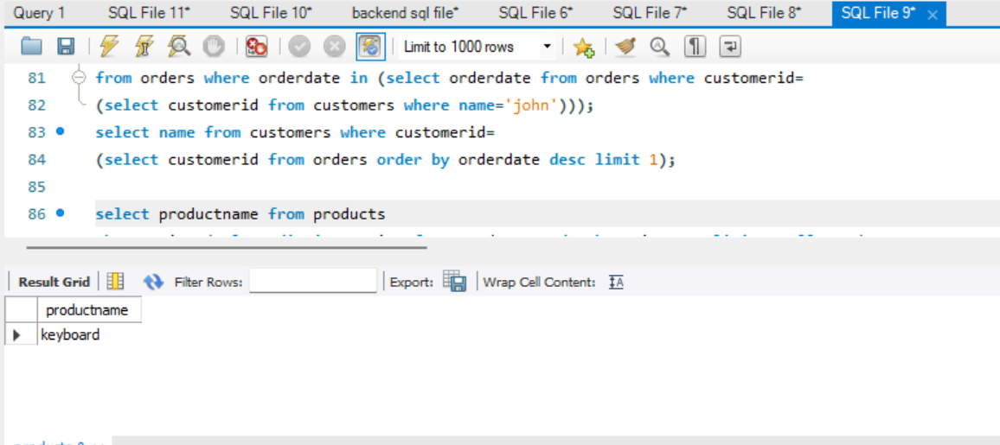 Query 1 SQL File 11* SQL File 10* backend sql file* SQL File 6* SQL File 7* SQL File 8* SQL File 9*
Limit to 1000 rows
81 from orders where orderdate in (select orderdate from orders where customerid=
82 (select customerid from customers where name='john')));
83 select name from customers where customerid=
84 (select customerid from orders order by orderdate desc limit 1);
85
86 select productname from products
Result Grid Filter Rows: Export: Wrap Cell Content:
productname
keyboard